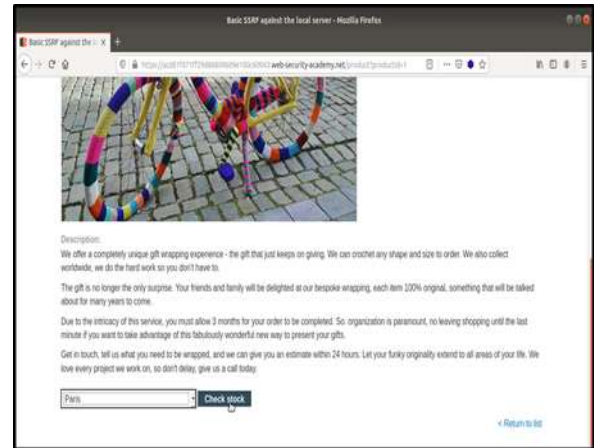 Basic SSRF against the local server - Mozilla Firefox
Basic SSRF against the lo
web-security-academy.net
Description:
We offer a completely unique gift wrapping experience - the gift that just keeps on giving. We can crochet any shape and size to order. We also collect
worldwide, we do the hard work so you don't have to.
The gift is no longer the only surprise. Your friends and family will be delighted at our bespoke wrapping, each item 100% original, something that will be talked
about for many years to come.
Due to the intricacy of this service, you must allow 3 months for your order to be completed. So. organization is paramount, no leaving shopping until the last
minute if you want to take advantage of this fabulously wonderful new way to present your gifts.
Get in touch, tell us what you need to be wrapped, and we can give you an estimate within 24 hours. Let your funky originality extend to all areas of your life. We
love every project we work on, so don't delay, give us a call today.
Paris
Check stock
< Return to list